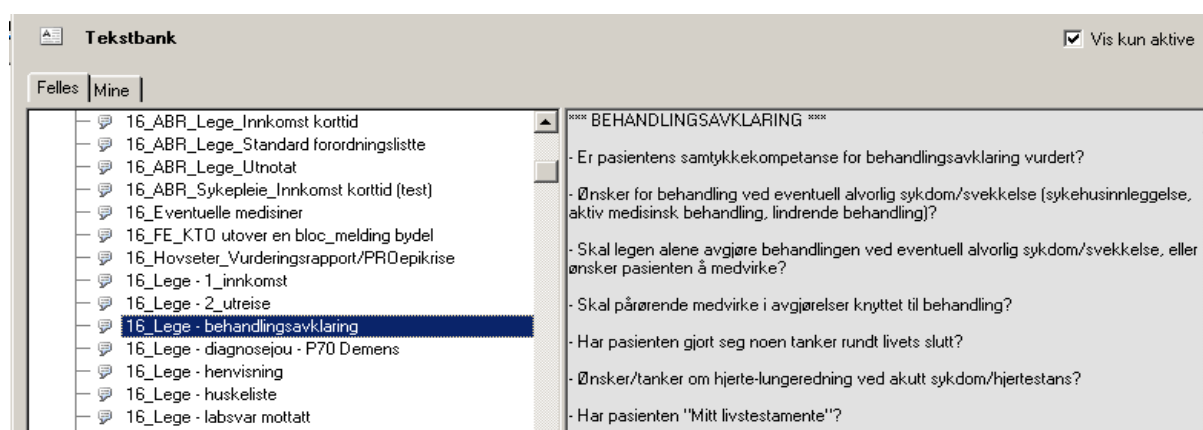 Tekstbank
Vis kun aktive
Felles
Mine
16_ABR_Lege_Innkomst korttid
16_ABR_Lege_Standard forordningslistte
16_ABR_Lege_Utnotat
16_ABR_Sykepleie_Innkomst korttid (test)
16_Eventuelle medisiner
16_FE_KTO utover en bloc_melding bydel
16_Hovseter_Vurderingsrapport/PROepikrise
16_Lege - 1_innkomst
16_Lege - 2_utreise
16_Lege - behandlingsavklaring
16_Lege - diagnosejou - P70 Demens
16_Lege - henvisning
16_Lege - huskeliste
16_Lege - labsvar mottatt
*** BEHANDLINGSAVKLARING ***
- Er pasientens samtykkekompetanse for behandlingsavklaring vurdert?
- Ønsker for behandling ved eventuell alvorlig sykdom/svekkelse (sykehusinnleggelse,
aktiv medisinsk behandling, lindrende behandling)?
- Skal legen alene avgjøre behandlingen ved eventuell alvorlig sykdom/svekkelse, eller
ønsker pasienten å medvirke?
- Skal pårørende medvirke i avgjørelser knyttet til behandling?
- Har pasienten gjort seg noen tanker rundt livets slutt?
- Ønsker/tanker om hjerte-lungeredning ved akutt sykdom/hjertestans?
- Har pasienten "Mitt livstestamente"?